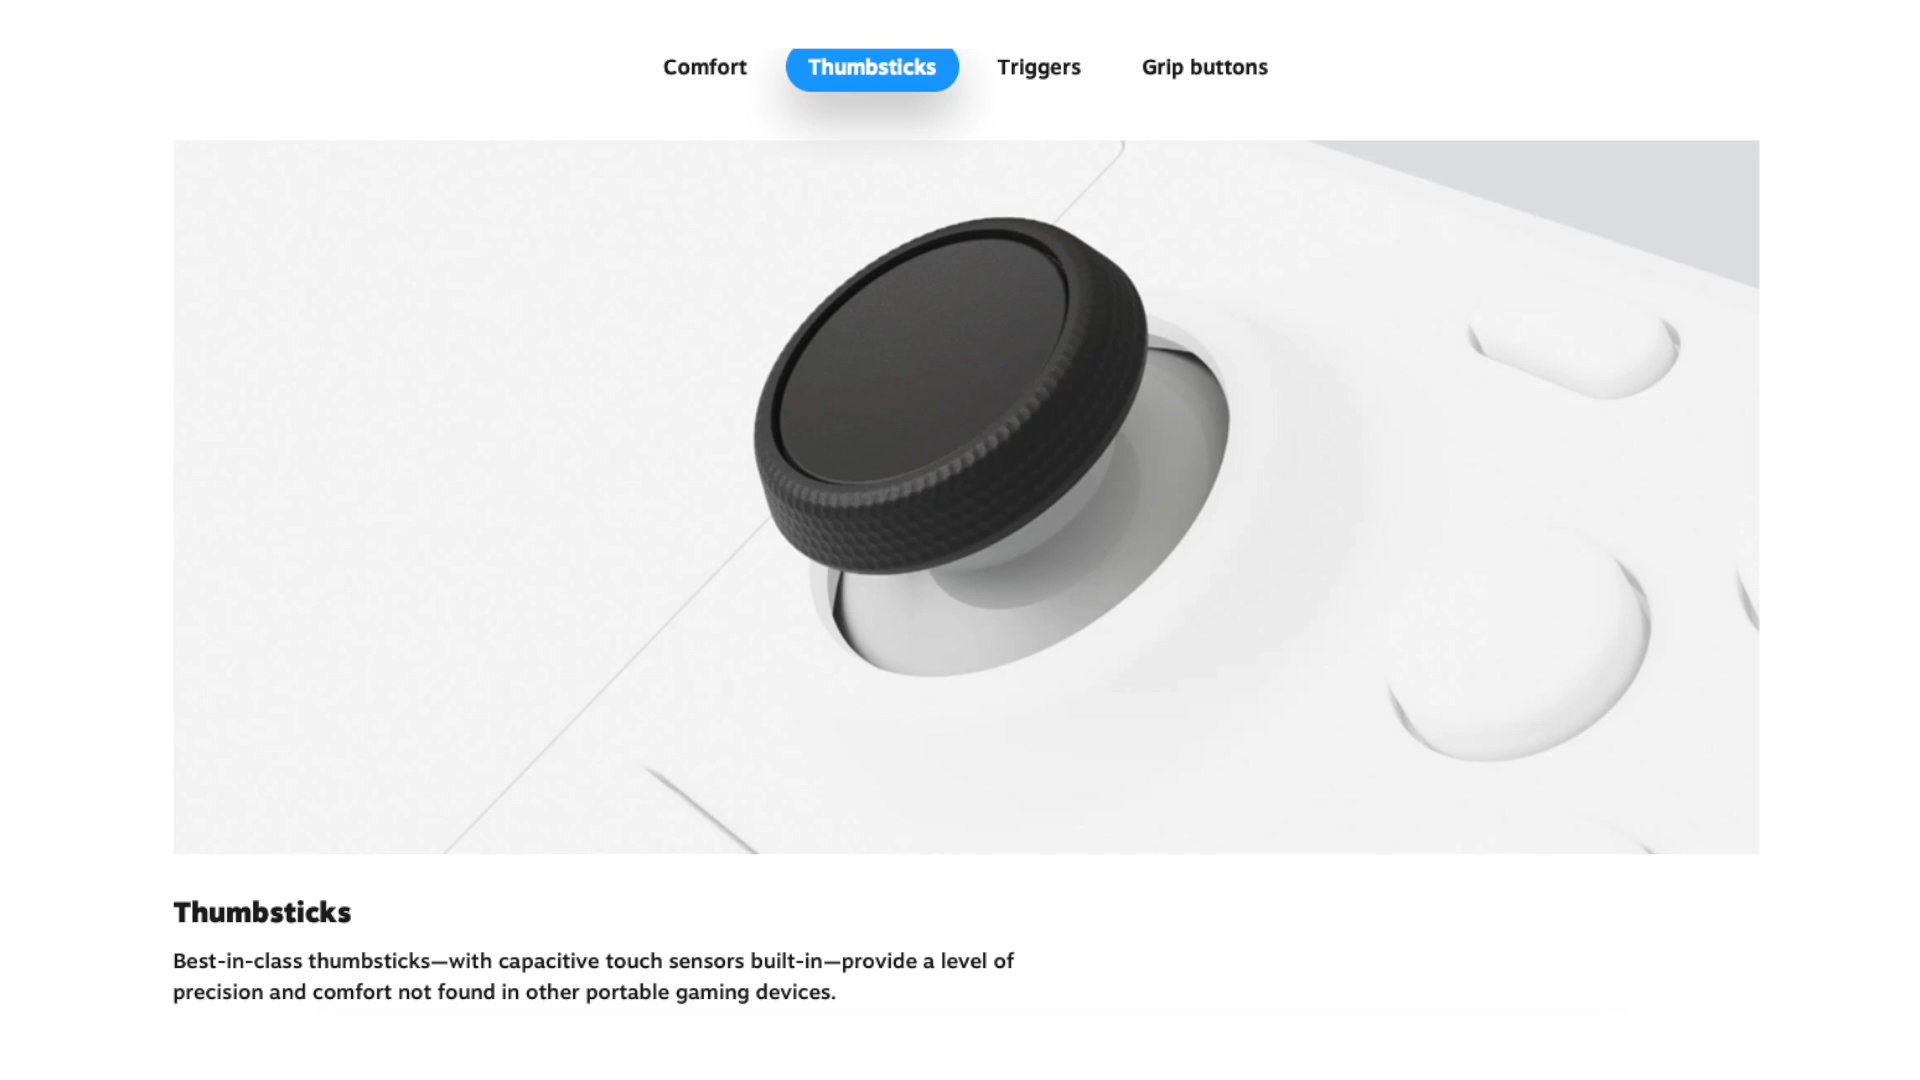 Comfort Thumbsticks Triggers Grip buttons
Thumbsticks
Best-in-class thumbsticks—with capacitive touch sensors built-in—provide a level of
precision and comfort not found in other portable gaming devices.